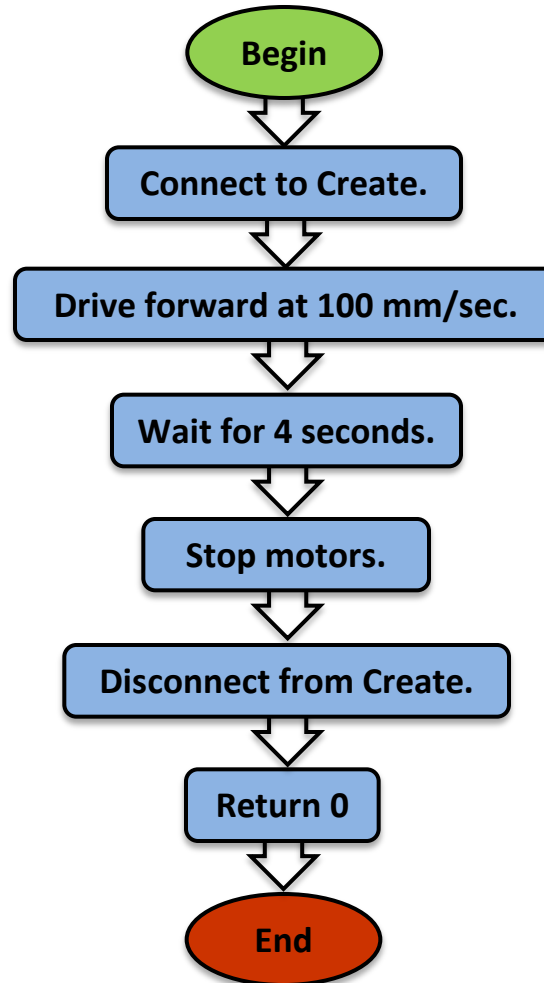 Begin
Connect to Create.
Drive forward at 100 mm/sec.
Wait for 4 seconds.
Stop motors.
Disconnect from Create.
Return 0
End